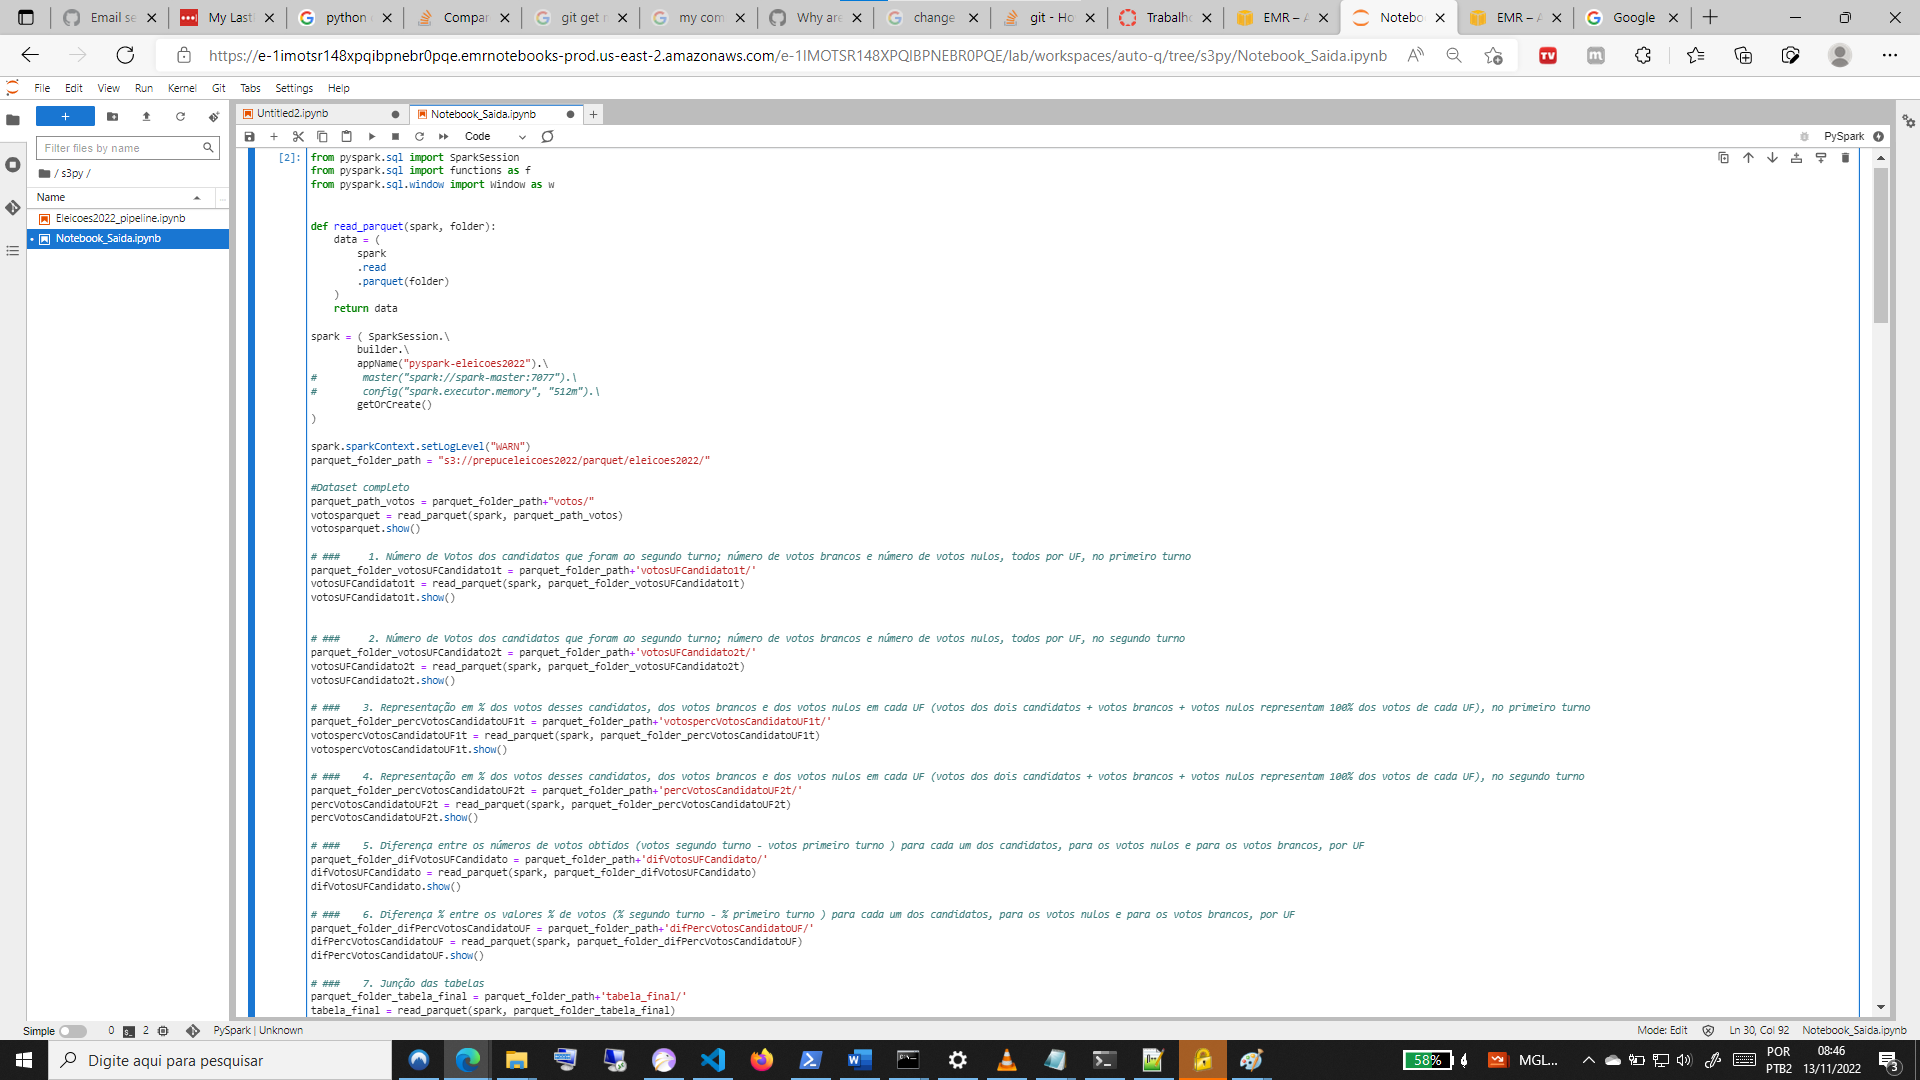 Email se
My Last
python
Compar
git get r
my com
Why are
change
git - Ho
Trabalho
EMR – A
Notebo
EMR – A
Google
https://e-1imotsr148xpqibpnebr0pqe.emrnotebooks-prod.us-east-2.amazonaws.com/e-1IMOTSR148XPQIBPNEBR0PQE/lab/workspaces/auto-q/tree/s3py/Notebook_Saida.ipynb
File Edit View Run Kernel Git Tabs Settings Help
Untitled2.ipynb
Notebook_Saida.ipynb
Code
PySpark
Filter files by name
/ s3py /
Name
Eleicoes2022_pipeline.ipynb
Notebook_Saida.ipynb
[2]:
from pyspark.sql import SparkSession
from pyspark.sql import functions as f
from pyspark.sql.window import Window as w
def read_parquet(spark, folder):
    data = (
        spark
        .read
        .parquet(folder)
    )
    return data
spark = ( SparkSession.\
        builder.\
        appName("pyspark-eleicoes2022").\
#        master("spark://spark-master:7077").\
#        config("spark.executor.memory", "512m").\
        getOrCreate()
)
spark.sparkContext.setLogLevel("WARN")
parquet_folder_path = "s3://prepuceleicoes2022/parquet/eleicoes2022/"
#Dataset completo
parquet_path_votos = parquet_folder_path+"votos/"
votosparquet = read_parquet(spark, parquet_path_votos)
votosparquet.show()
# ###     1. Número de Votos dos candidatos que foram ao segundo turno; número de votos brancos e número de votos nulos, todos por UF, no primeiro turno
parquet_folder_votosUFCandidato1t = parquet_folder_path+'votosUFCandidato1t/'
votosUFCandidato1t = read_parquet(spark, parquet_folder_votosUFCandidato1t)
votosUFCandidato1t.show()
# ###     2. Número de Votos dos candidatos que foram ao segundo turno; número de votos brancos e número de votos nulos, todos por UF, no segundo turno
parquet_folder_votosUFCandidato2t = parquet_folder_path+'votosUFCandidato2t/'
votosUFCandidato2t = read_parquet(spark, parquet_folder_votosUFCandidato2t)
votosUFCandidato2t.show()
# ###    3. Representação em % dos votos desses candidatos, dos votos brancos e dos votos nulos em cada UF (votos dos dois candidatos + votos brancos + votos nulos representam 100% dos votos de cada UF), no primeiro turno
parquet_folder_percVotosCandidatoUF1t = parquet_folder_path+'votospercVotosCandidatoUF1t/'
votospercVotosCandidatoUF1t = read_parquet(spark, parquet_folder_percVotosCandidatoUF1t)
votospercVotosCandidatoUF1t.show()
# ###    4. Representação em % dos votos desses candidatos, dos votos brancos e dos votos nulos em cada UF (votos dos dois candidatos + votos brancos + votos nulos representam 100% dos votos de cada UF), no segundo turno
parquet_folder_percVotosCandidatoUF2t = parquet_folder_path+'percVotosCandidatoUF2t/'
percVotosCandidatoUF2t = read_parquet(spark, parquet_folder_percVotosCandidatoUF2t)
percVotosCandidatoUF2t.show()
# ###    5. Diferença entre os números de votos obtidos (votos segundo turno - votos primeiro turno ) para cada um dos candidatos, para os votos nulos e para os votos brancos, por UF
parquet_folder_difVotosUFCandidato = parquet_folder_path+'difVotosUFCandidato/'
difVotosUFCandidato = read_parquet(spark, parquet_folder_difVotosUFCandidato)
difVotosUFCandidato.show()
# ###    6. Diferença % entre os valores % de votos (% segundo turno - % primeiro turno ) para cada um dos candidatos, para os votos nulos e para os votos brancos, por UF
parquet_folder_difPercVotosCandidatoUF = parquet_folder_path+'difPercVotosCandidatoUF/'
difPercVotosCandidatoUF = read_parquet(spark, parquet_folder_difPercVotosCandidatoUF)
difPercVotosCandidatoUF.show()
# ###    7. Junção das tabelas
parquet_folder_tabela_final = parquet_folder_path+'tabela_final/'
tabela_final = read_parquet(spark, parquet_folder_tabela_final)
Simple 0 2 PySpark | Unknown
Mode: Edit Ln 30, Col 92 Notebook_Saida.ipynb
Digite aqui para pesquisar
58%
MGL...
POR
PTB2
08:46
13/11/2022
3